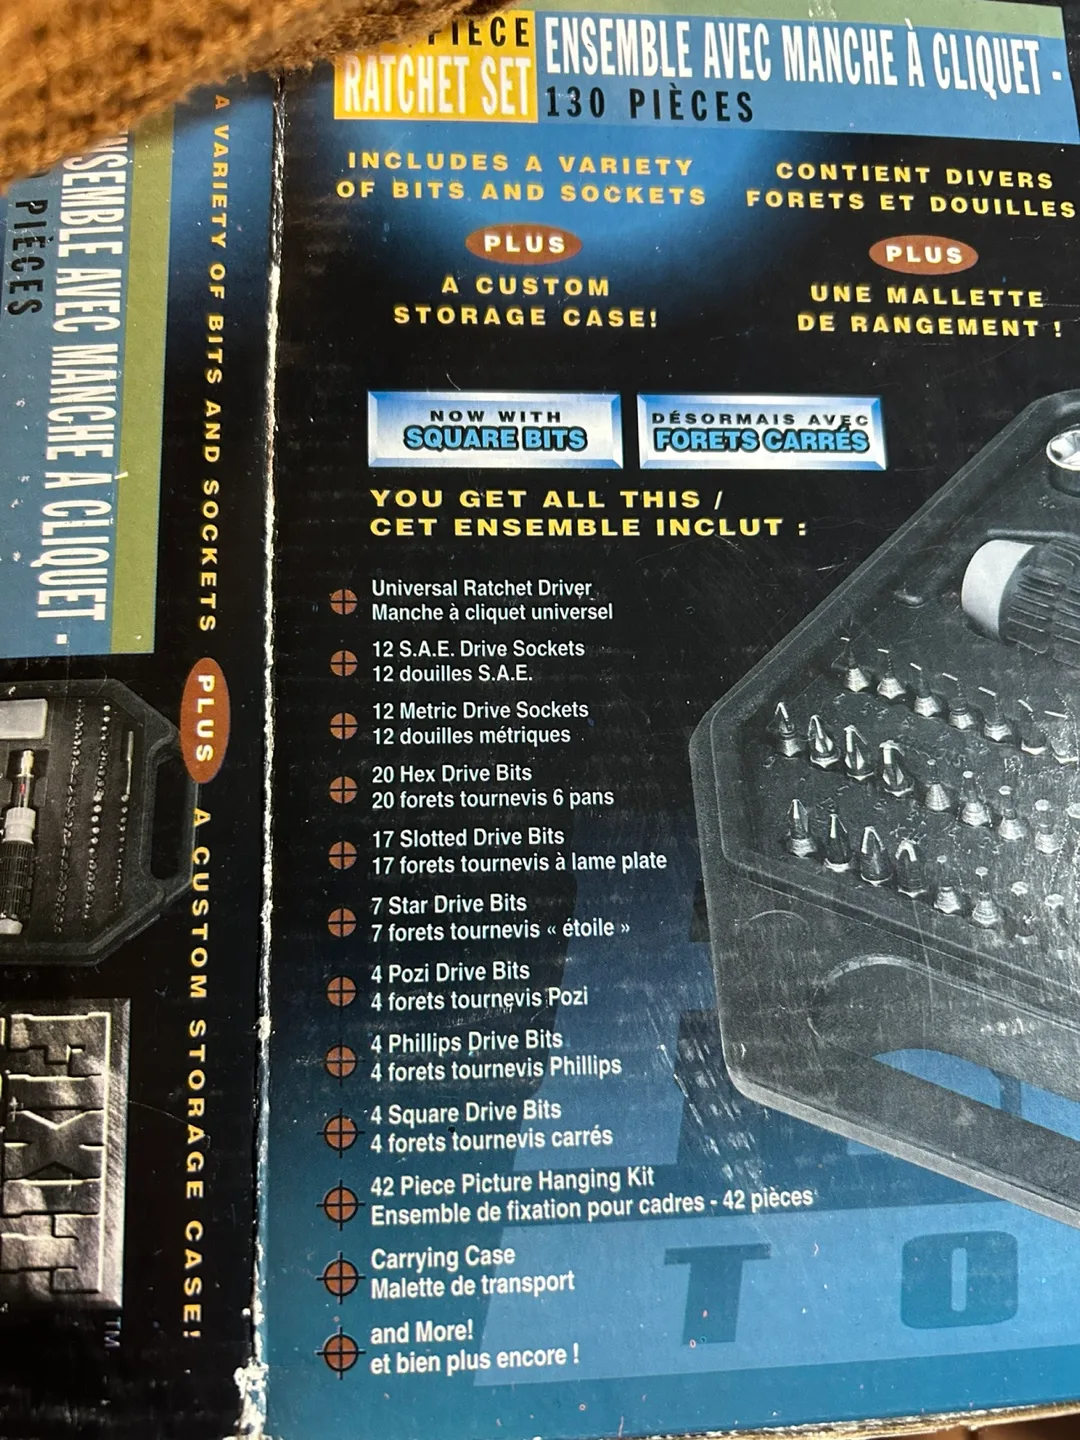 PIECE
RATCHET SET
ENSEMBLE AVEC MANCHE À CLIQUET -
130 PIÈCES
INCLUDES A VARIETY
OF BITS AND SOCKETS
PLUS
A CUSTOM
STORAGE CASE!
CONTIENT DIVERS
FORETS ET DOUILLES
PLUS
UNE MALLETTE
DE RANGEMENT !
NOW WITH
SQUARE BITS
DÉSORMAIS AVEC
FORETS CARRÉS
YOU GET ALL THIS /
CET ENSEMBLE INCLUT :
Universal Ratchet Driver
Manche à cliquet universel
12 S.A.E. Drive Sockets
12 douilles S.A.E.
12 Metric Drive Sockets
12 douilles métriques
20 Hex Drive Bits
20 forets tournevis 6 pans
17 Slotted Drive Bits
17 forets tournevis à lame plate
7 Star Drive Bits
7 forets tournevis « étoile »
4 Pozi Drive Bits
4 forets tournevis Pozi
4 Phillips Drive Bits
4 forets tournevis Phillips
4 Square Drive Bits
4 forets tournevis carrés
42 Piece Picture Hanging Kit
Ensemble de fixation pour cadres - 42 pièces
Carrying Case
Malette de transport
and More!
et bien plus encore !
T O
A VARIETY OF BITS AND SOCKETS PLUS A CUSTOM STORAGE CASE!
NSEMBLE AVEC MANCHE À CLIQUET -
PIÈCES
TM